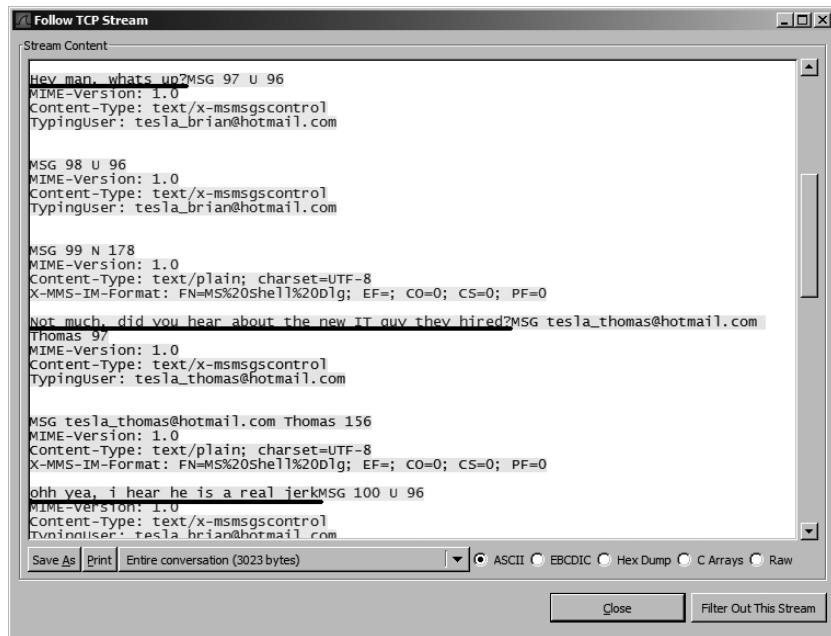 Follow TCP Stream
Stream Content
Hey man, whats up?MSG 97 U 96
MIME-Version: 1.0
Content-Type: text/x-msmsgscontrol
TypingUser: tesla_brian@hotmail.com
MSG 98 U 96
MIME-Version: 1.0
Content-Type: text/x-msmsgscontrol
TypingUser: tesla_brian@hotmail.com
MSG 99 N 178
MIME-Version: 1.0
Content-Type: text/plain; charset=UTF-8
X-MMS-IM-Format: FN=MS%20Shell%20Dlg; EF=; CO=0; CS=0; PF=0
Not much, did you hear about the new IT guy they hired?MSG tesla_thomas@hotmail.com
Thomas 97
MIME-Version: 1.0
Content-Type: text/x-msmsgscontrol
TypingUser: tesla_thomas@hotmail.com
MSG tesla_thomas@hotmail.com Thomas 156
MIME-Version: 1.0
Content-Type: text/plain; charset=UTF-8
X-MMS-IM-Format: FN=MS%20Shell%20Dlg; EF=; CO=0; CS=0; PF=0
ohh yea, i hear he is a real jerkMSG 100 U 96
MIME-Version: 1.0
Content-Type: text/x-msmsgscontrol
TypingUser: tesla_brian@hotmail.com
Save As Print Entire conversation (3023 bytes) ASCII EBCDIC Hex Dump C Arrays Raw
Close Filter Out This Stream